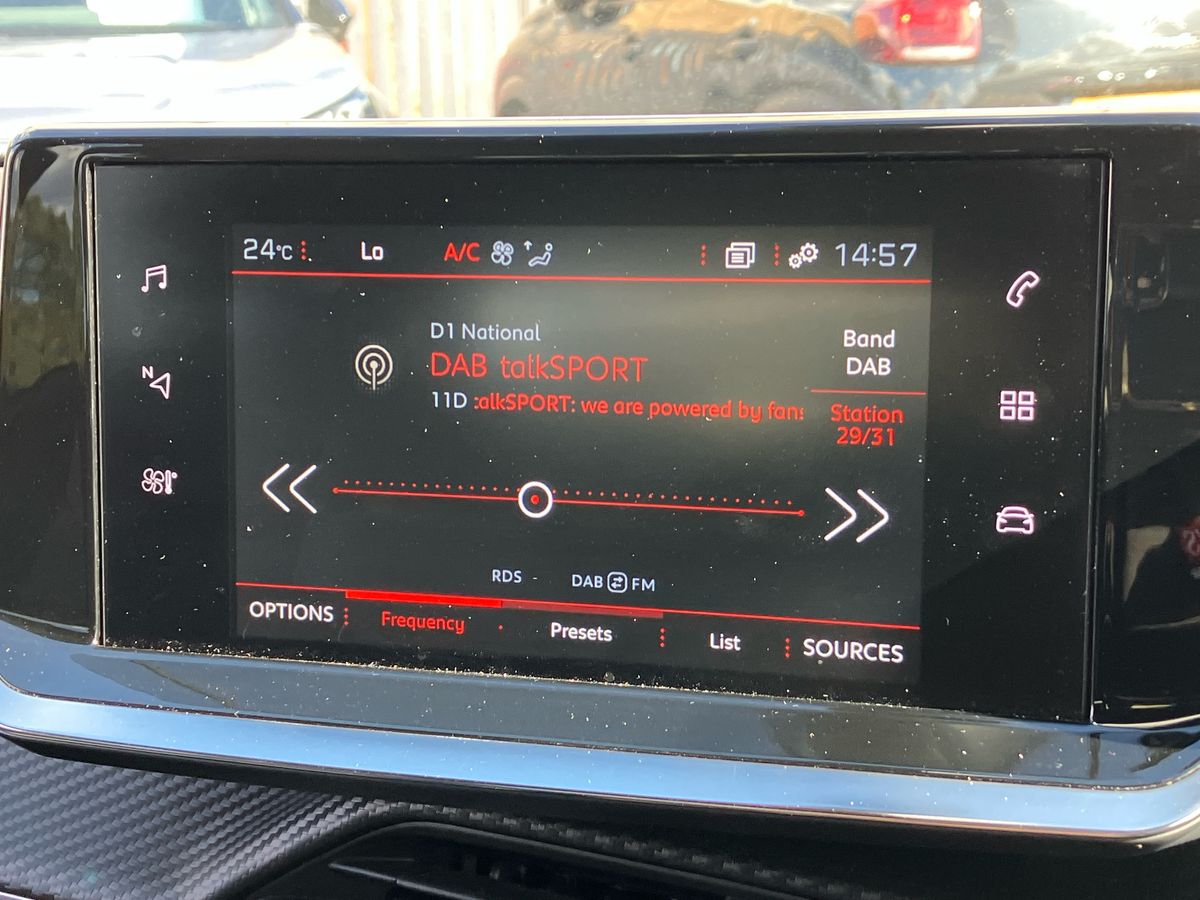 24°C Lo A/C 14:57
N
D1 National
DAB talkSPORT
11D :alkSPORT: we are powered by fan:
Band
DAB
Station
29/31
RDS - DAB FM
OPTIONS Frequency Presets List SOURCES